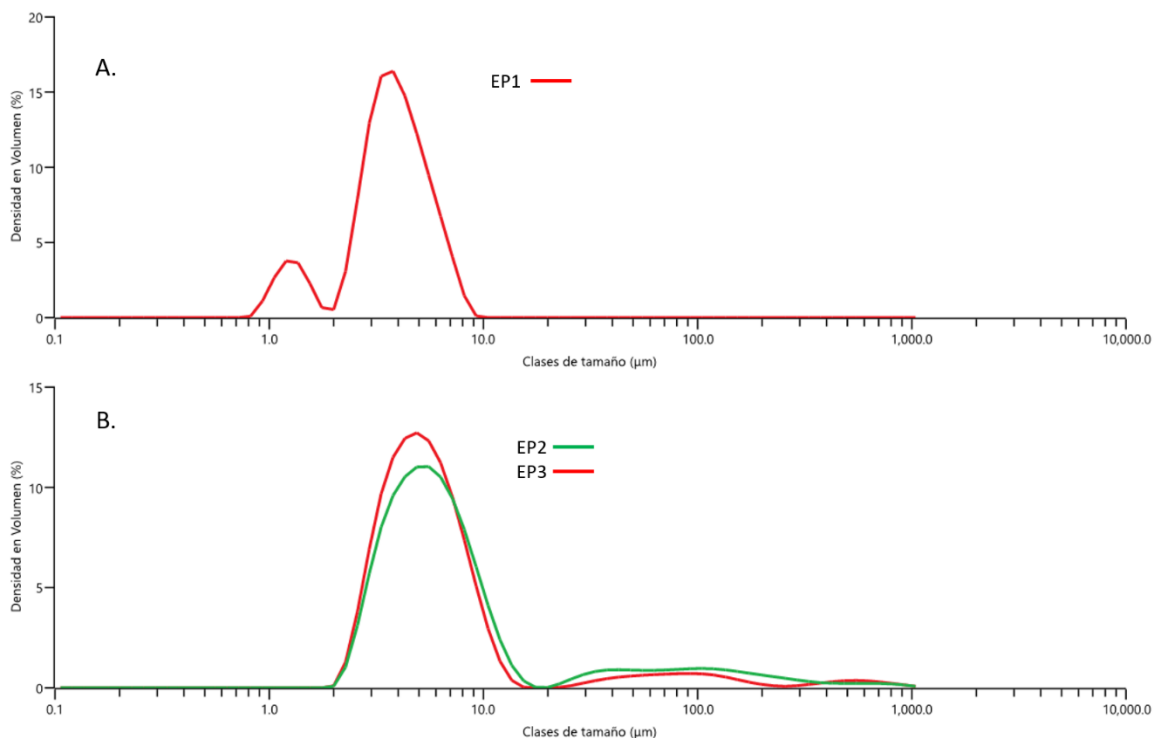 A.
EP1
Densidad en Volumen (%)
20
15
10
5
0
0.1 1.0 10.0 100.0 1,000.0 10,000.0
Clases de tamaño (µm)
B.
EP2
EP3
Densidad en Volumen (%)
15
10
5
0
0.1 1.0 10.0 100.0 1,000.0 10,000.0
Clases de tamaño (µm)